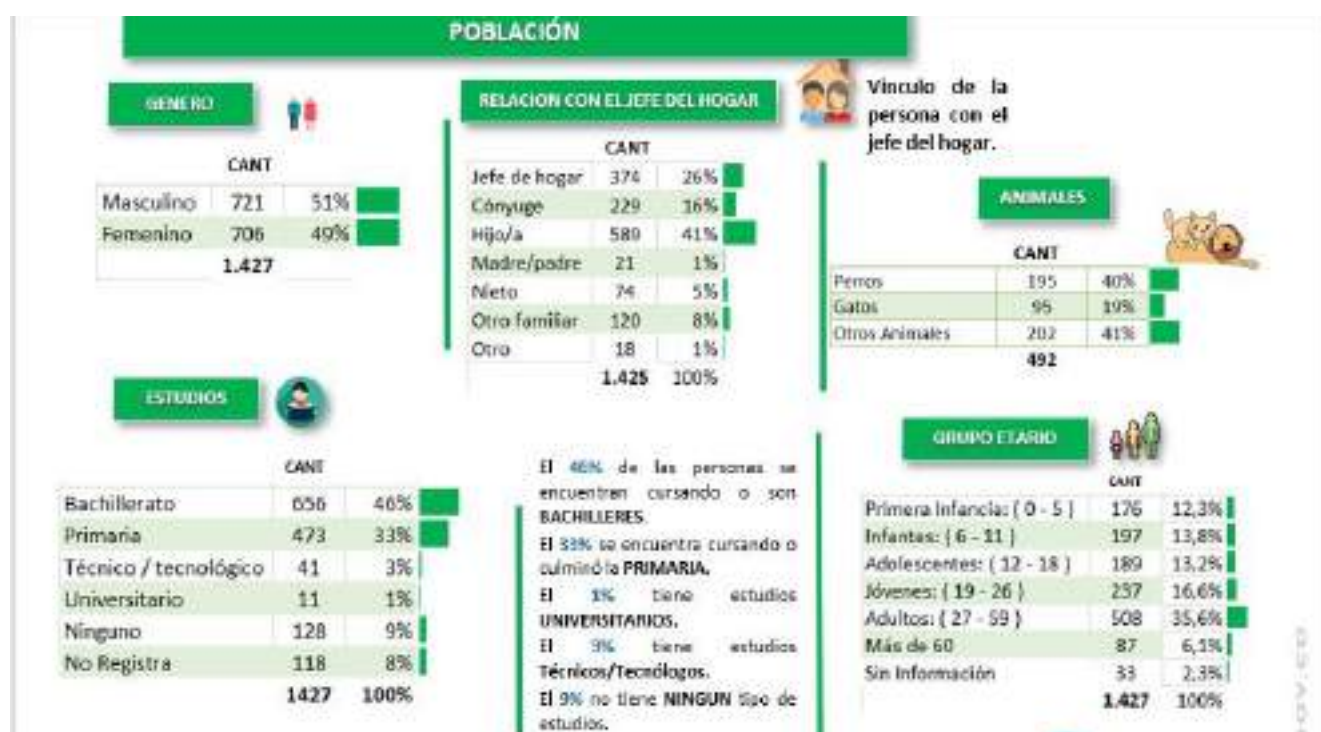 POBLACIÓN
GENERO
CANT
Masculino 721 51%
Femenino 706 49%
1.427
RELACION CON EL JEFE DEL HOGAR
CANT
Jefe de hogar 374 26%
Cónyuge 229 16%
Hijo/a 589 41%
Madre/padre 21 1%
Nieto 74 5%
Otro familiar 120 8%
Otro 18 1%
1.425 100%
Vinculo de la
persona con el
jefe del hogar.
ANIMALES
CANT
Perros 195 40%
Gatos 95 19%
Otros Animales 202 41%
492
ESTUDIOS
CANT
Bachillerato 656 46%
Primaria 473 33%
Técnico / tecnológico 41 3%
Universitario 11 1%
Ninguno 128 9%
No Registra 118 8%
1427 100%
El 46% de las personas se
encuentran cursando o son
BACHILLERES.
El 33% se encuentra cursando o
culminó la PRIMARIA.
El 1% tiene estudios
UNIVERSITARIOS.
El tiene estudios
Técnicos/Tecnólogos.
El 9% no tiene NINGUN tipo de
estudios.
GRUPO ETARIO
CANT
Primera Infancia: ( 0 - 5 ) 176 12,3%
Infantes: ( 6 - 11 ) 197 13,8%
Adolescentes: ( 12 - 18 ) 189 13,2%
Jóvenes: ( 19 - 26 ) 237 16,6%
Adultos: ( 27 - 59 ) 508 35,6%
Más de 60 87 6,1%
Sin Información 33 2,3%
1.427 100%